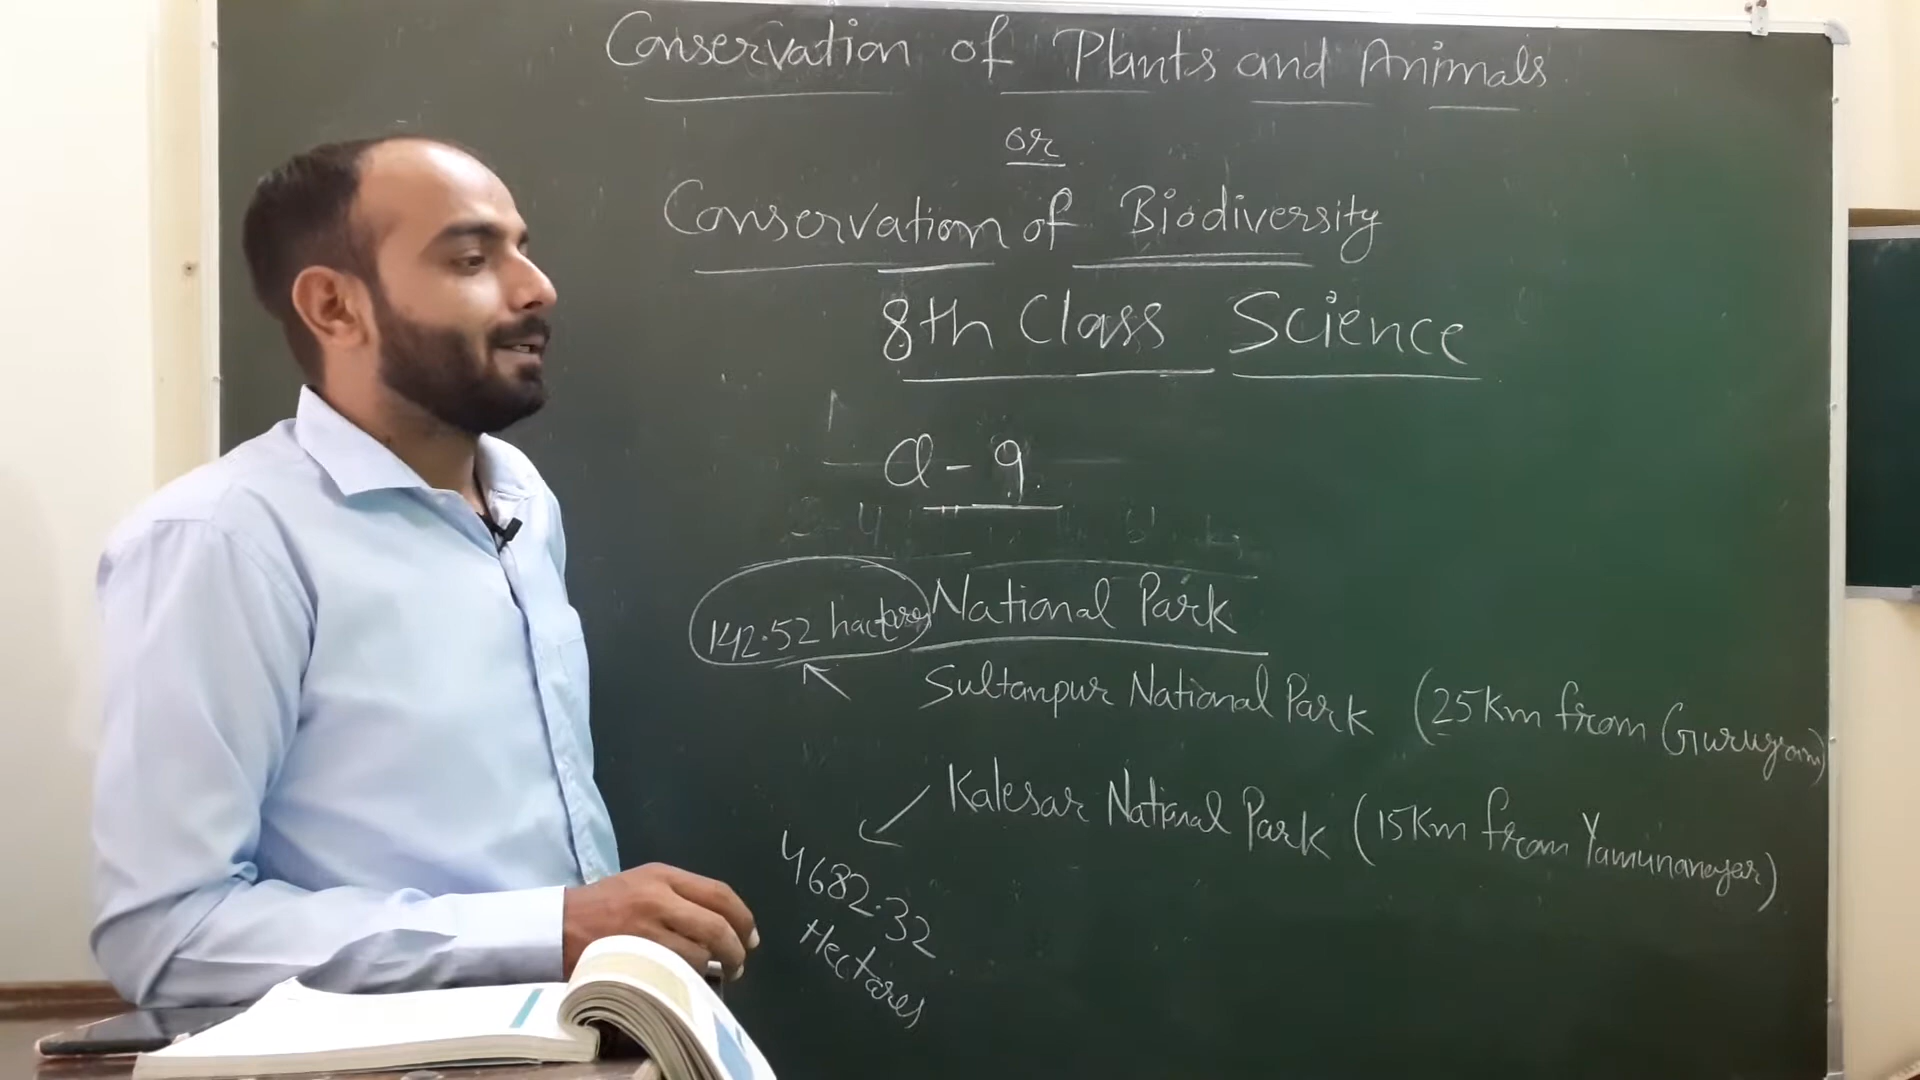 Conservation of Plants and Animals
or
Conservation of Biodiversity
8th Class Science
Q-9
142.52 hactares National Park
Sultanpur National Park (25Km from Gurugram)
Kalesar National Park (15Km from Yamunanagar)
4682.32
Hectares